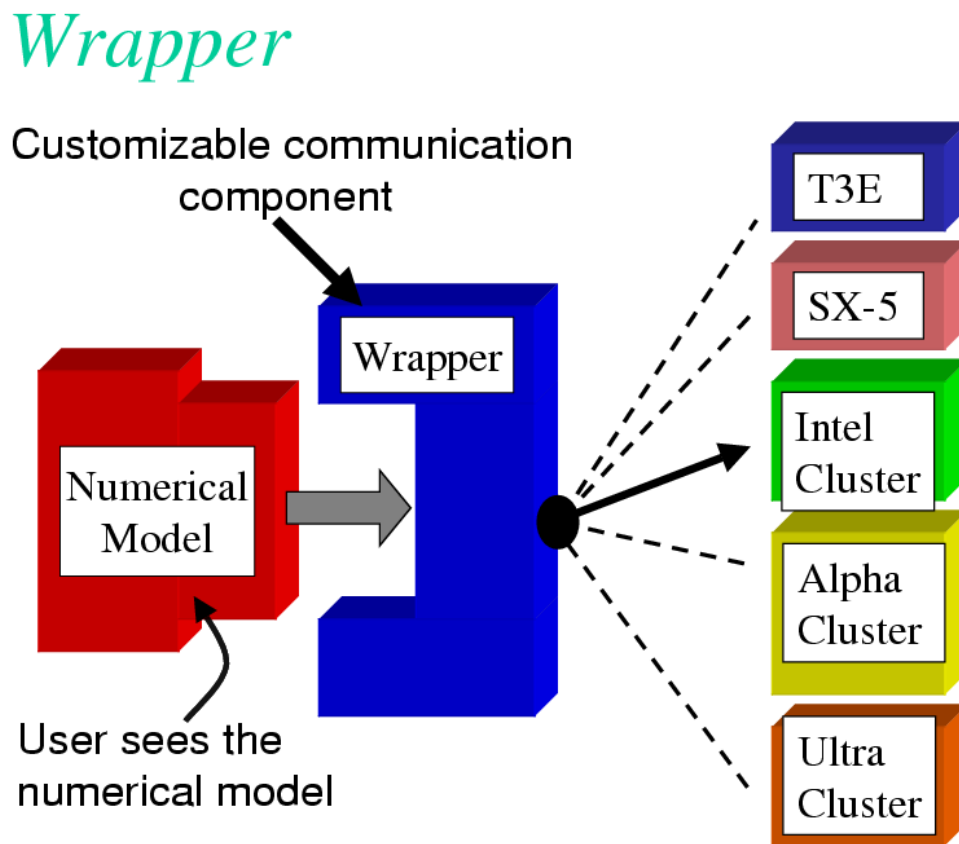 Wrapper
Customizable communication
component
T3E
SX-5
Wrapper
Intel
Cluster
Numerical
Model
Alpha
Cluster
User sees the
numerical model
Ultra
Cluster